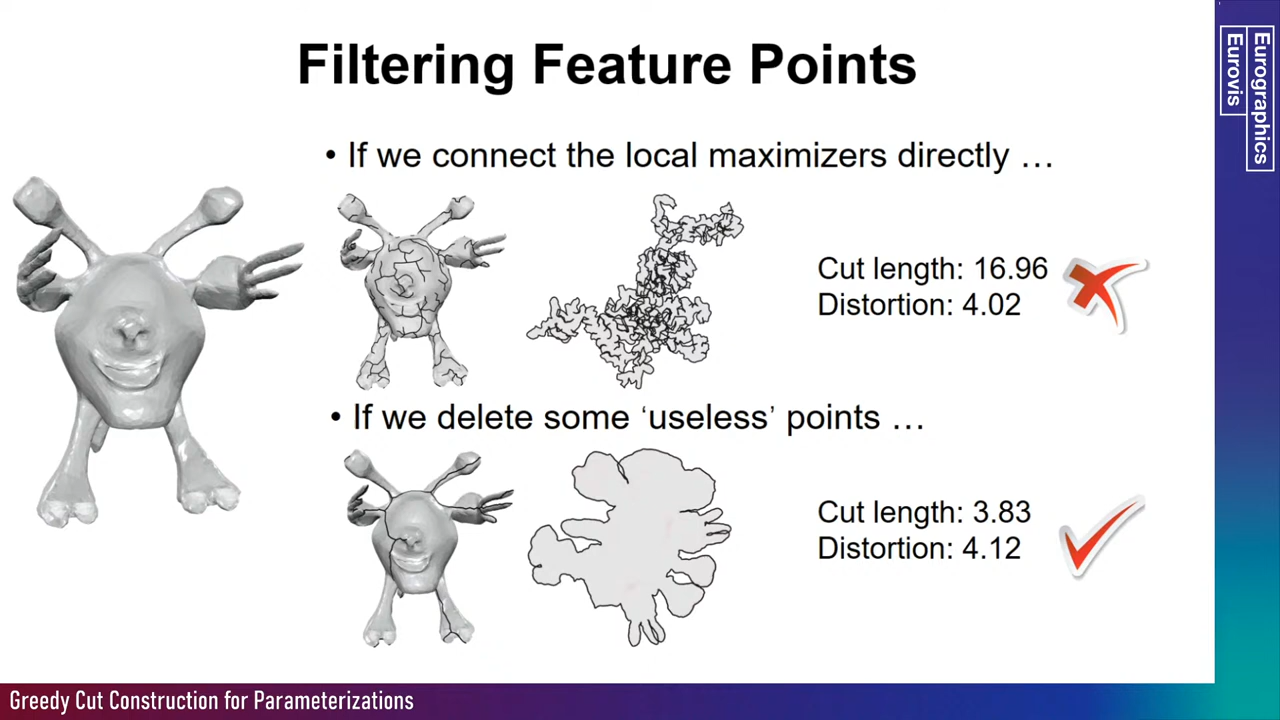 Filtering Feature Points
• If we connect the local maximizers directly …
Cut length: 16.96
Distortion: 4.02
• If we delete some ‘useless’ points …
Cut length: 3.83
Distortion: 4.12
Eurographics
Eurovis
Greedy Cut Construction for Parameterizations